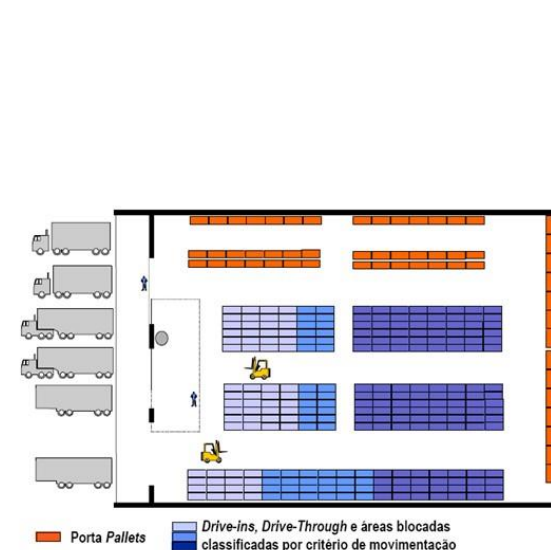 Porta Pallets
Drive-ins, Drive-Through e áreas blocadas
classificadas por critério de movimentação